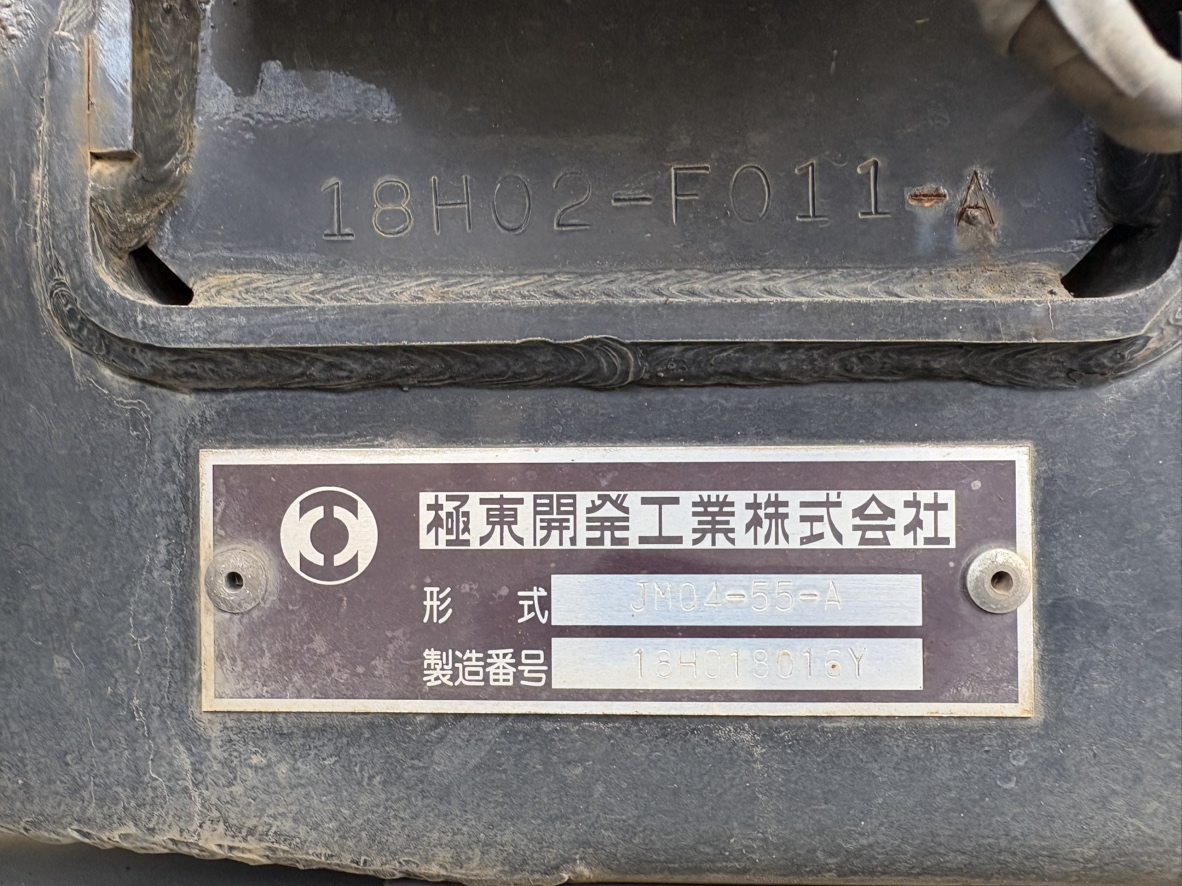 18H02-F011-A
極東開発工業株式会社
形 式 JM04-55-A
製造番号 18H018016Y